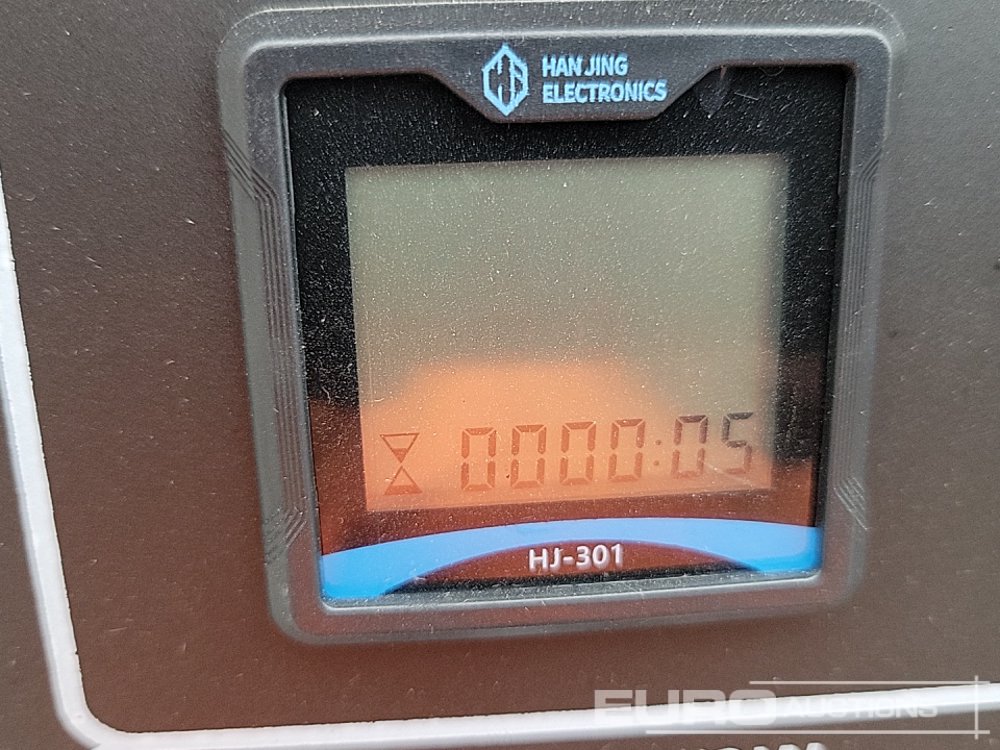 HAN JING
ELECTRONICS
0000:05
HJ-301
EURO AUCTIONS